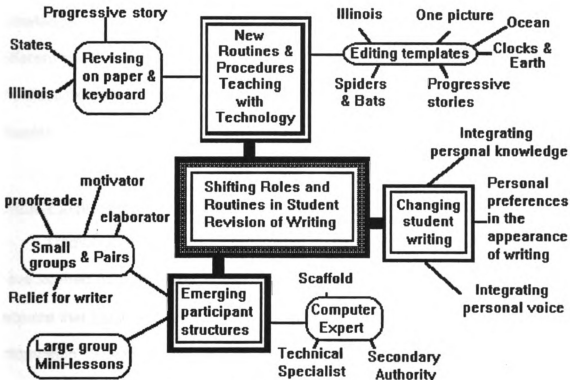 Progressive story
States
Illinois
Revising
on paper &
keyboard
New
Routines &
Procedures
Teaching
with
Technology
Illinois
One picture
Ocean
Editing templates
Clocks &
Earth
Spiders
& Bats
Progressive
stories
Shifting Roles and
Routines in Student
Revision of Writing
Integrating
personal knowledge
Changing
student
writing
Personal
preferences
in the
appearance
of writing
Integrating
personal voice
motivator
proofreader
elaborator
Small
groups & Pairs
Relief for writer
Large group
Mini-lessons
Emerging
participant
structures
Scaffold
Computer
Expert
Technical
Specialist
Secondary
Authority